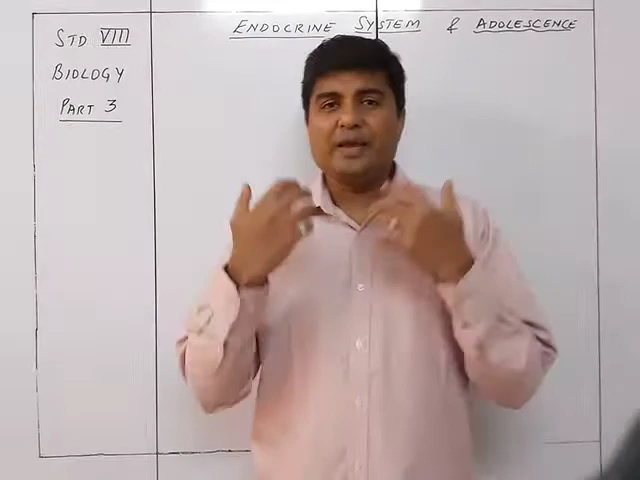 STD VIII
BIOLOGY
PART 3
ENDOCRINE SYSTEM & ADOLESCENCE